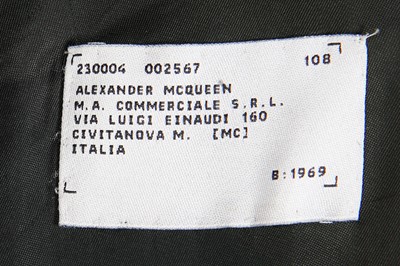 230004 002567 108
ALEXANDER MCQUEEN
M.A. COMMERCIALE S.R.L.
VIA LUIGI EINAUDI 160
CIVITANOVA M. [MC]
ITALIA
B:1969